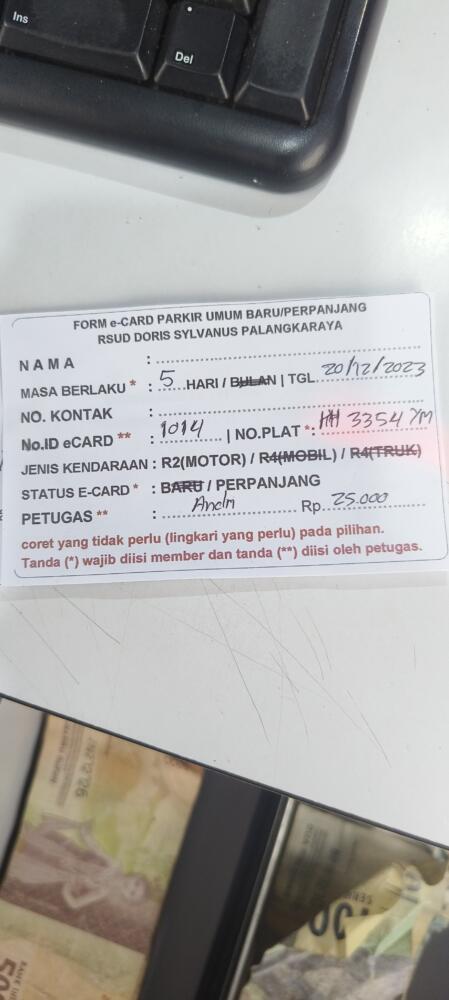 Ins
Del
FORM e-CARD PARKIR UMUM BARU/PERPANJANG
RSUD DORIS SYLVANUS PALANGKARAYA
N A M A :
MASA BERLAKU * : 5 HARI / BULAN | TGL. 20/12/2023
NO. KONTAK :
No.ID eCARD ** : 1014 | NO.PLAT *: 3354
JENIS KENDARAAN : R2(MOTOR) / R4(MOBIL) / R4(TRUK)
STATUS E-CARD * : BARU / PERPANJANG
PETUGAS ** : Rp. 25.000
coret yang tidak perlu (lingkari yang perlu) pada pilihan.
Tanda (*) wajib diisi member dan tanda (**) diisi oleh petugas.